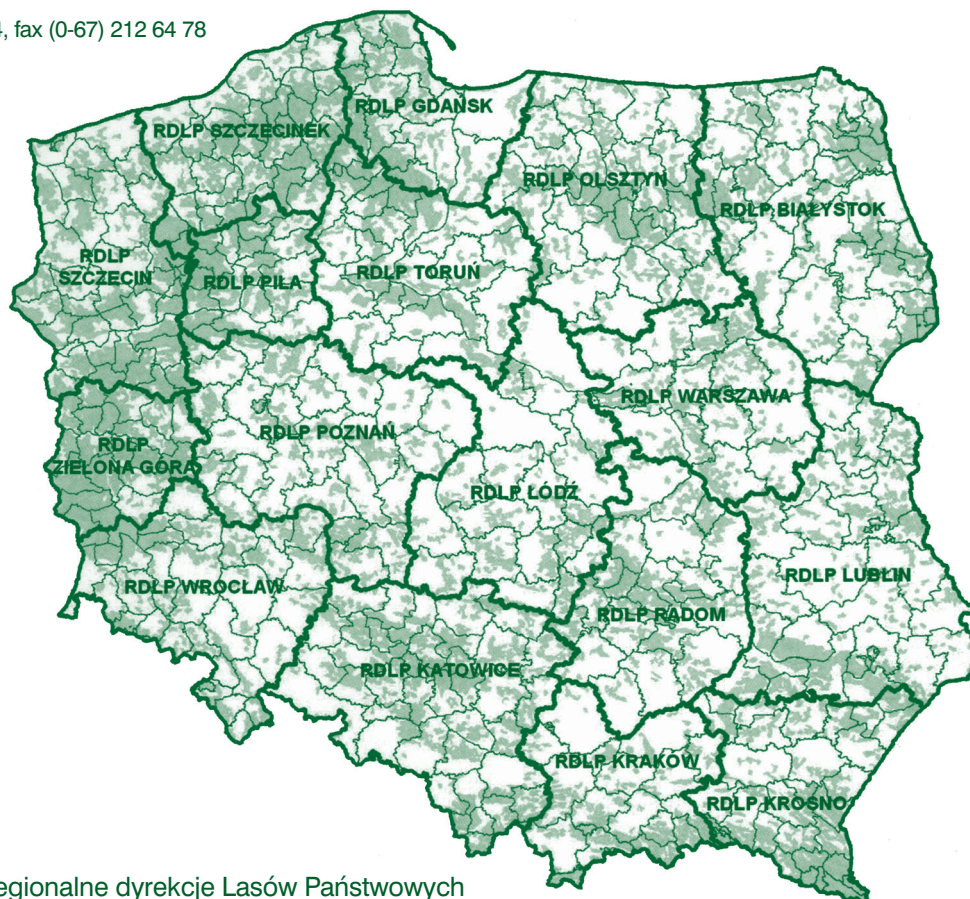 , fax (0-67) 212 64 78
RDLP GDAŃSK
RDLP SZCZECINEK
RDLP OLSZTYN
RDLP BIAŁYSTOK
RDLP
SZCZECIN
RDLP PIŁA
RDLP TORUŃ
RDLP WARSZAWA
RDLP POZNAŃ
RDLP
ZIELONA GÓRA
RDLP ŁÓDŹ
RDLP LUBLIN
RDLP WROCŁAW
RDLP RADOM
RDLP KATOWICE
RDLP KRAKÓW
RDLP KROSNO
egionalne dyrekcje Lasów Państwowych